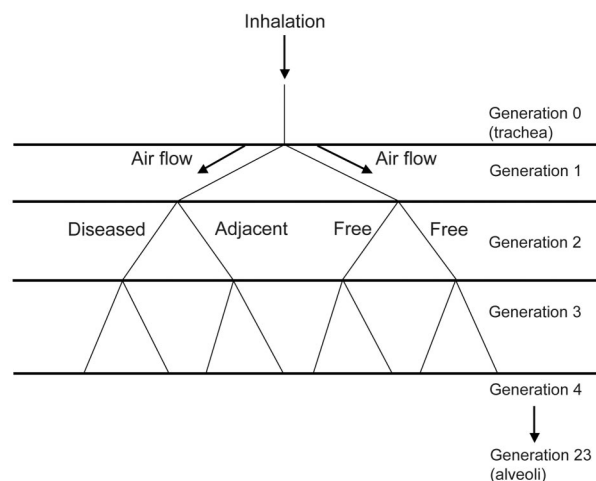 Inhalation
Generation 0
(trachea)
Air flow
Air flow
Generation 1
Diseased
Adjacent
Free
Free
Generation 2
Generation 3
Generation 4
Generation 23
(alveoli)